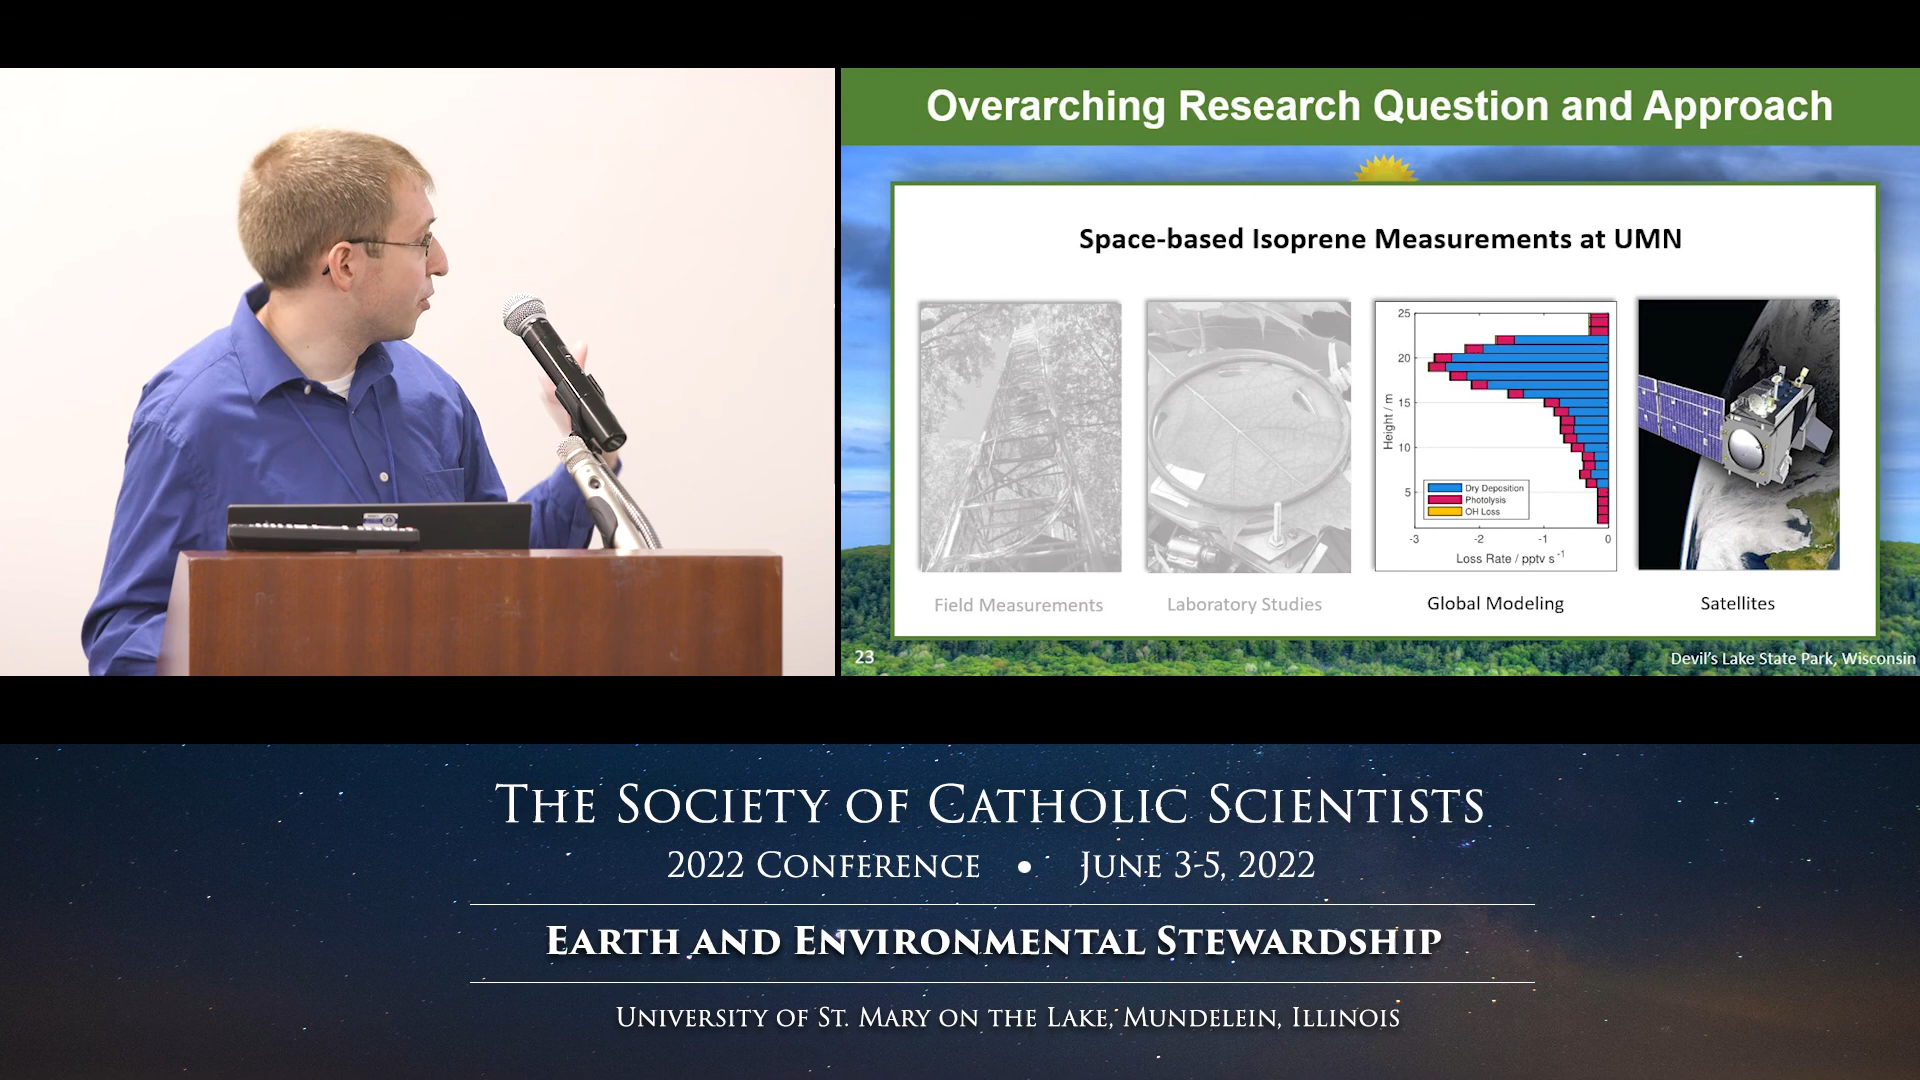 Overarching Research Question and Approach
Space-based Isoprene Measurements at UMN
25
20
15
10
5
Height / m
Dry Deposition
Photolysis
OH Loss
-3 -2 -1 0
Loss Rate / pptv s⁻¹
Field Measurements
Laboratory Studies
Global Modeling
Satellites
23
Devil's Lake State Park, Wisconsin
THE SOCIETY OF CATHOLIC SCIENTISTS
2022 CONFERENCE • JUNE 3-5, 2022
EARTH AND ENVIRONMENTAL STEWARDSHIP
UNIVERSITY OF ST. MARY ON THE LAKE, MUNDELEIN, ILLINOIS